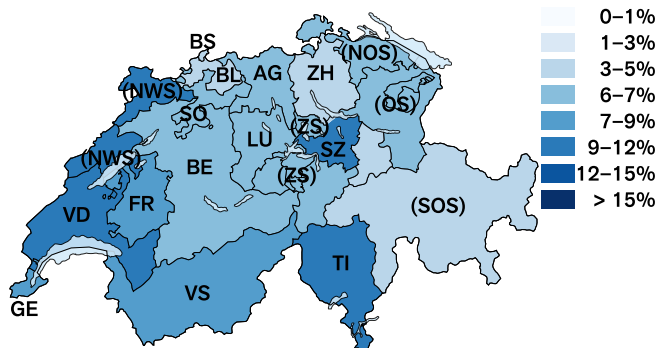 BS
(NOS)
0–1%
1–3%
3–5%
6–7%
7–9%
9–12%
12–15%
> 15%
(NWS)
BL
AG
ZH
SO
(ZS)
(OS)
LU
SZ
(NWS)
BE
(ZS)
FR
VD
(SOS)
TI
VS
GE